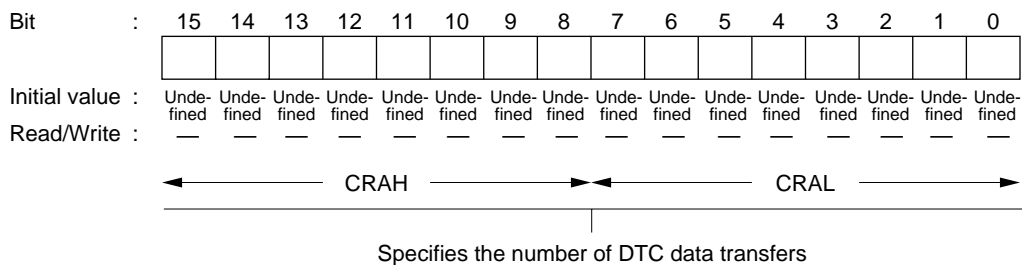 Bit : 15 14 13 12 11 10 9 8 7 6 5 4 3 2 1 0
Initial value : Unde- Unde- Unde- Unde- Unde- Unde- Unde- Unde- Unde- Unde- Unde- Unde- Unde- Unde- Unde- Unde-
fined fined fined fined fined fined fined fined fined fined fined fined fined fined fined fined
Read/Write : — — — — — — — — — — — — — — — —
CRAH CRAL
Specifies the number of DTC data transfers